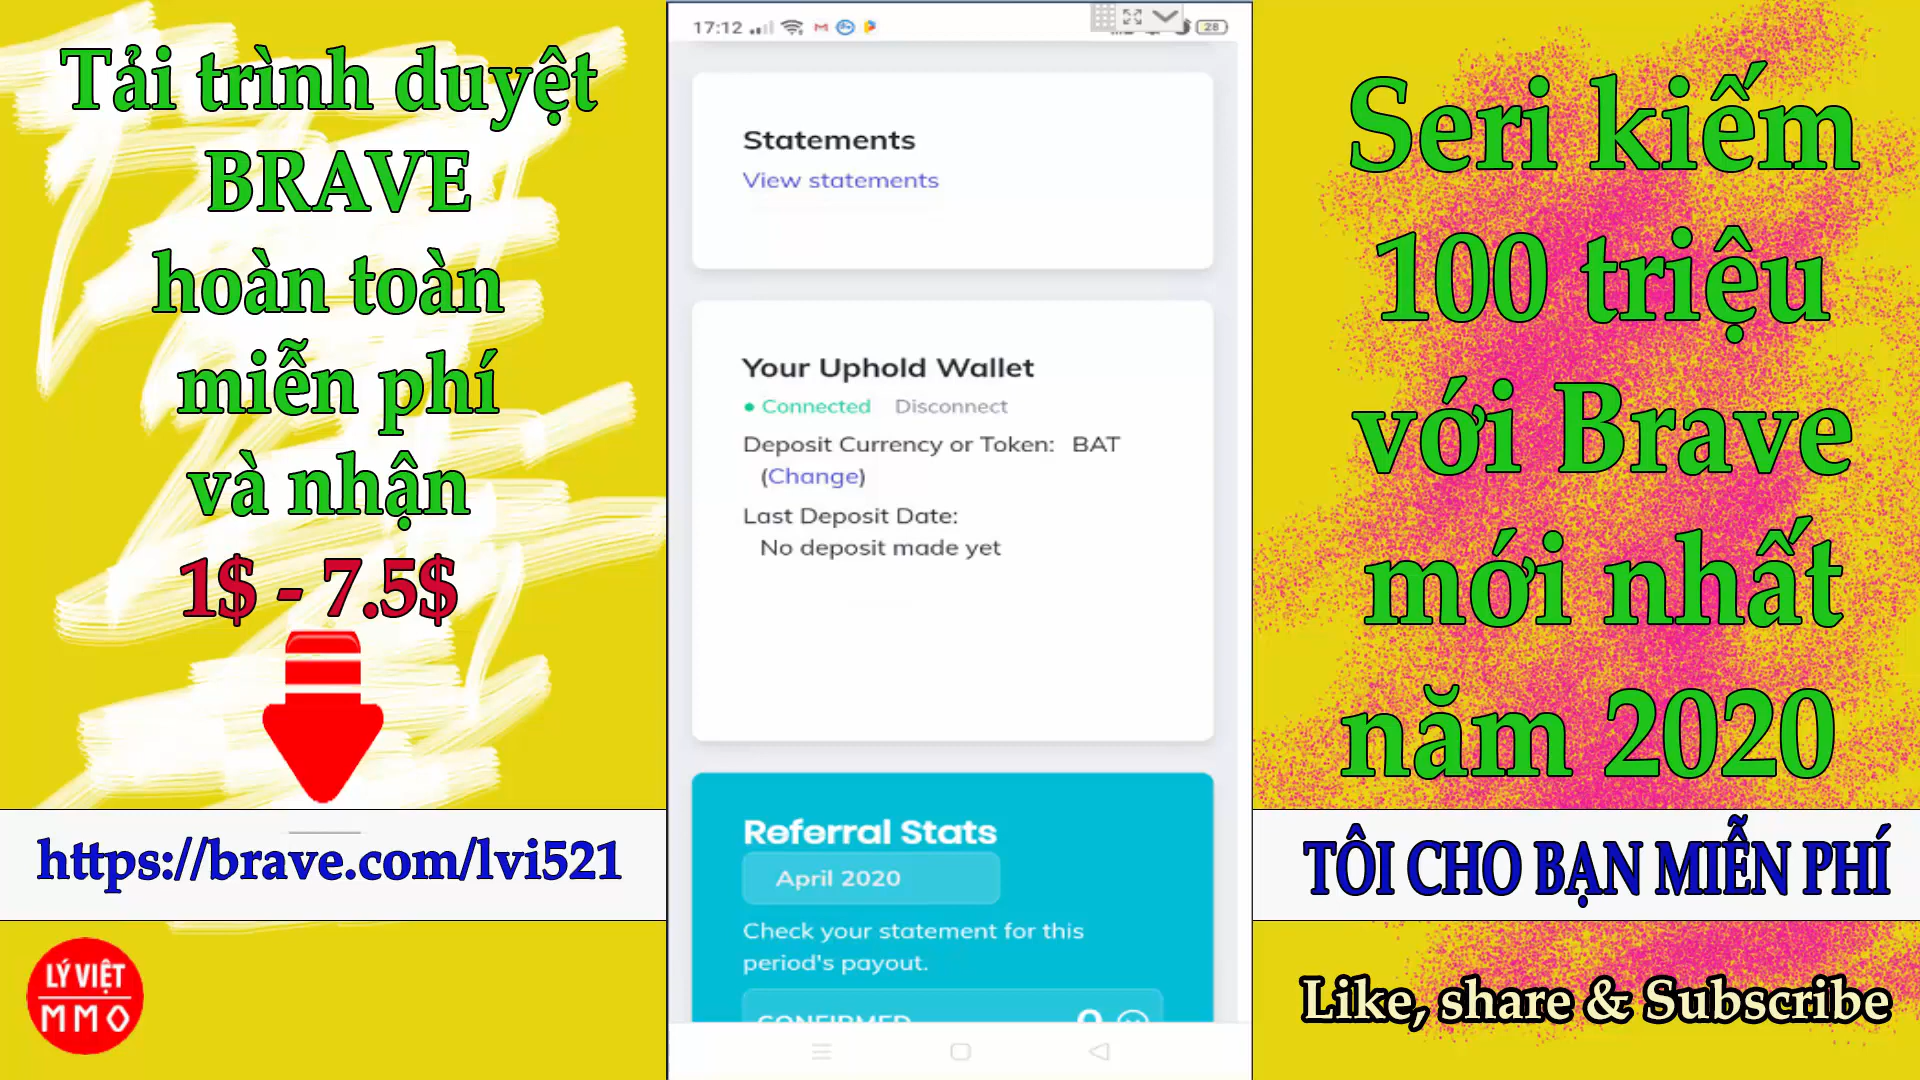 Tải trình duyệt
BRAVE
hoàn toàn
miễn phí
và nhận
1$ - 7.5$
https://brave.com/lvi521
LÝ VIỆT
MMO
17:12
28
Statements
View statements
Your Uphold Wallet
Connected Disconnect
Deposit Currency or Token: BAT
(Change)
Last Deposit Date:
No deposit made yet
Referral Stats
April 2020
Check your statement for this
period's payout.
CONFIRMED
Seri kiếm
100 triệu
với Brave
mới nhất
năm 2020
TÔI CHO BẠN MIỄN PHÍ
Like, share & Subscribe